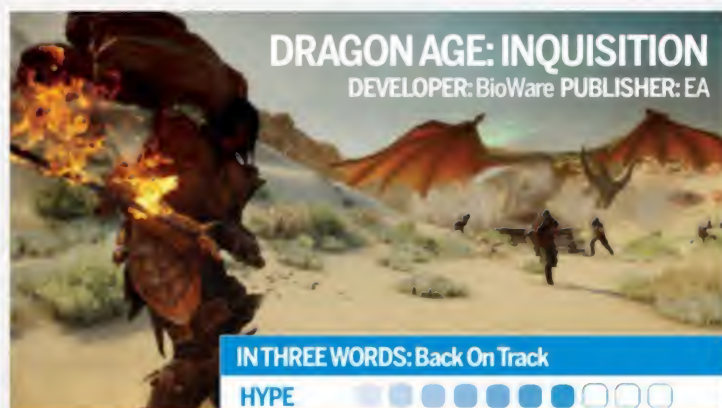 DRAGON AGE: INQUISITION
DEVELOPER: BioWare PUBLISHER: EA
IN THREE WORDS: Back On Track
HYPE